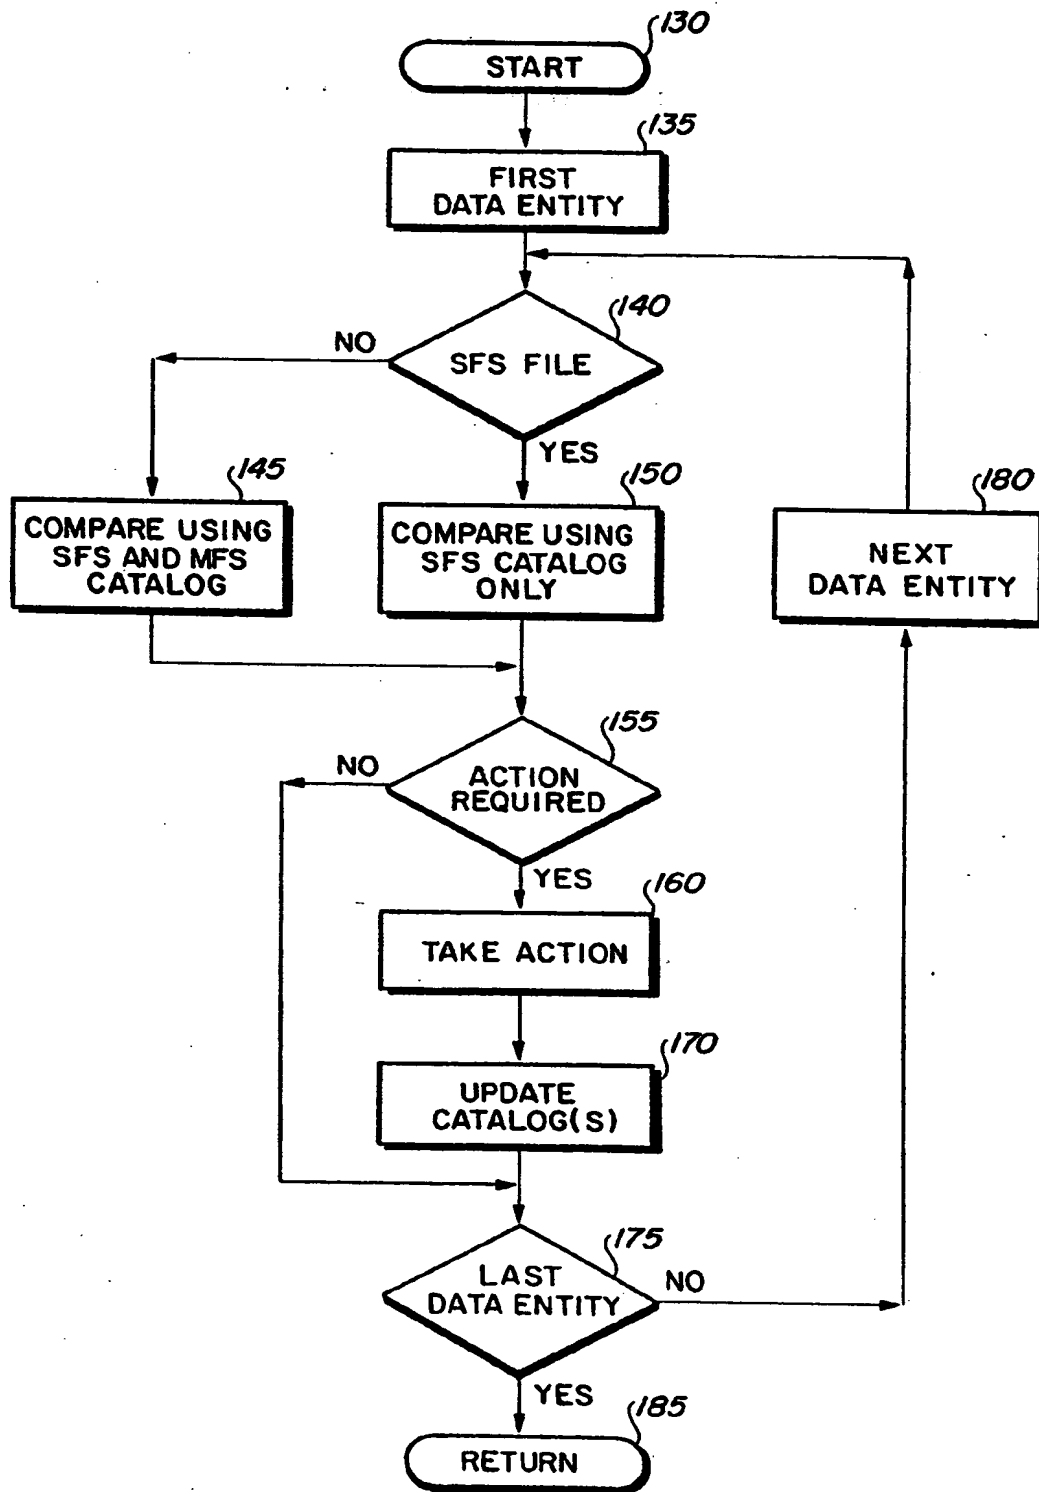 130
START
135
FIRST
DATA ENTITY
140
NO
SFS FILE
YES
145
COMPARE USING
SFS AND MFS
CATALOG
150
COMPARE USING
SFS CATALOG
ONLY
180
NEXT
DATA ENTITY
155
NO
ACTION
REQUIRED
YES
160
TAKE ACTION
170
UPDATE
CATALOG(S)
175
LAST
DATA ENTITY
NO
YES
185
RETURN